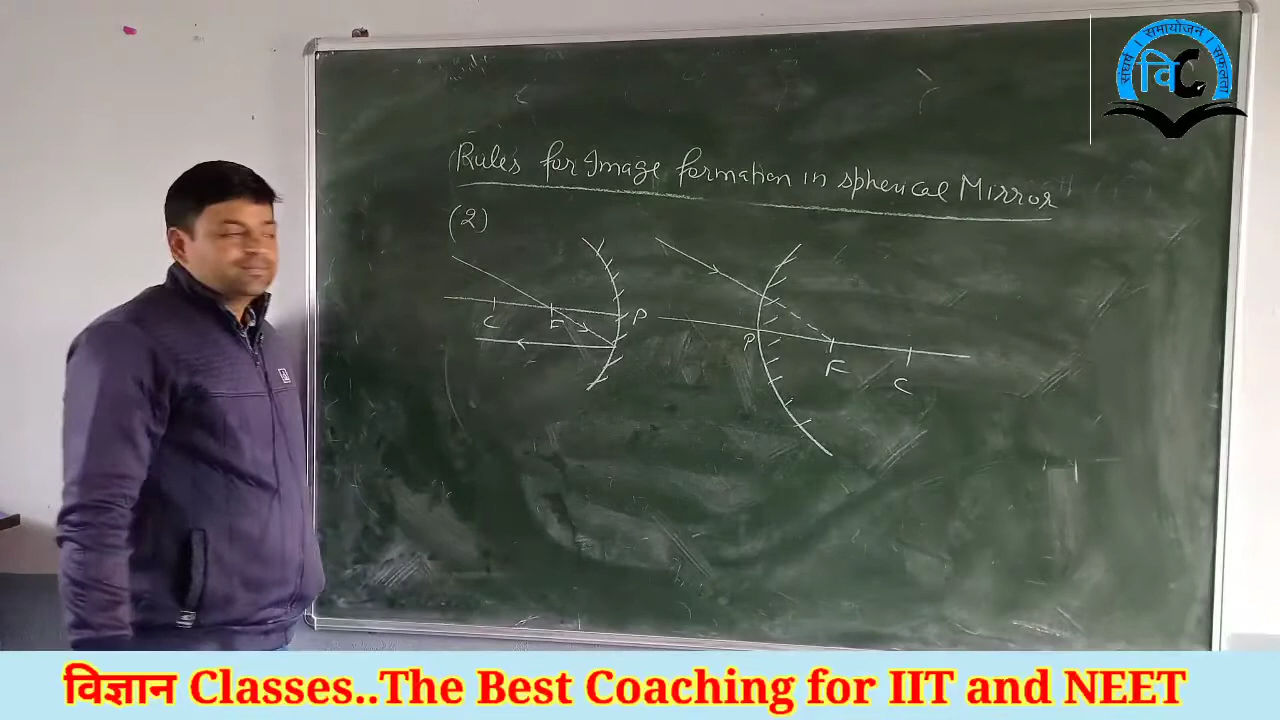 संघर्ष । समायोजन । सफलता
विC
Rules for Image formation in spherical Mirror
(2)
C F P
P F C
विज्ञान Classes..The Best Coaching for IIT and NEET